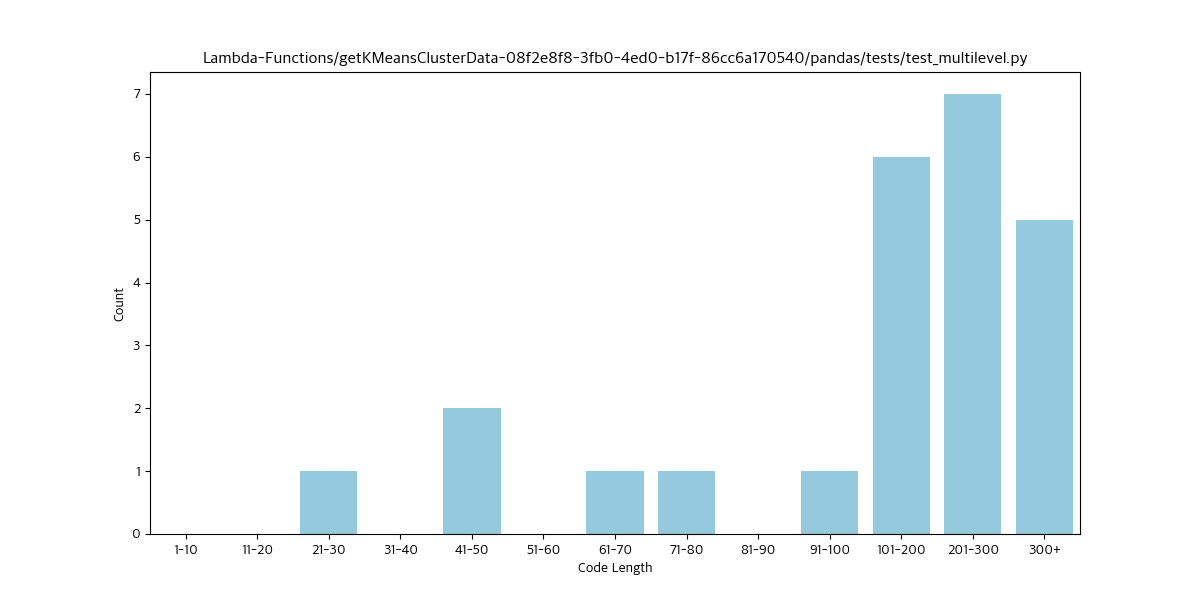 Lambda-Functions/getKMeansClusterData-08f2e8f8-3fb0-4ed0-b17f-86cc6a170540/pandas/tests/test_multilevel.py
7
6
5
4
3
2
1
0
Count
1-10 11-20 21-30 31-40 41-50 51-60 61-70 71-80 81-90 91-100 101-200 201-300 300+
Code Length